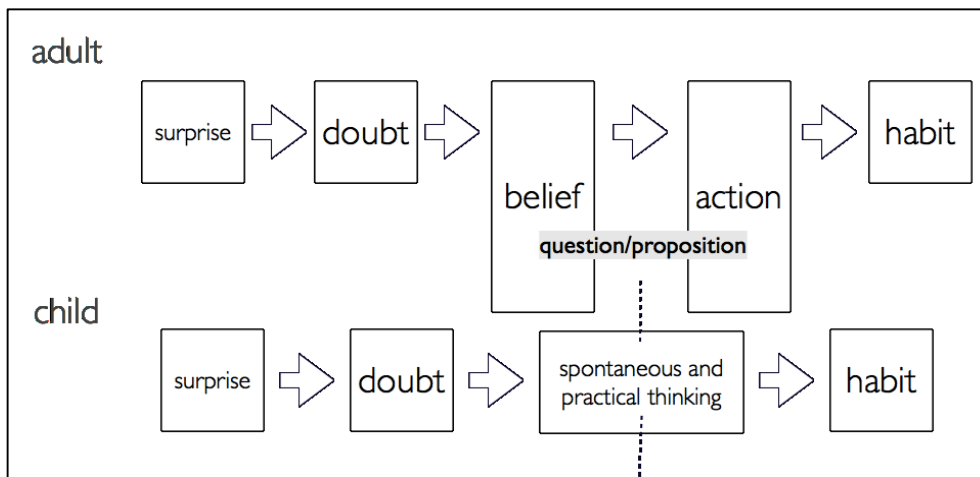 adult
surprise
doubt
belief
action
habit
question/proposition
child
surprise
doubt
spontaneous and
practical thinking
habit